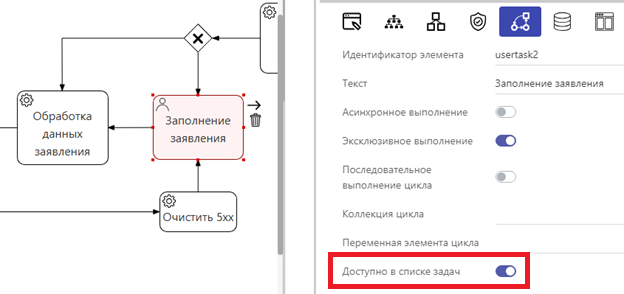 Обработка
данных
заявления
Заполнение
заявления
Очистить 5xx
Идентификатор элемента usertask2
Текст Заполнение заявления
Асинхронное выполнение
Эксклюзивное выполнение
Последовательное
выполнение цикла
Коллекция цикла
Переменная элемента цикла
Доступно в списке задач